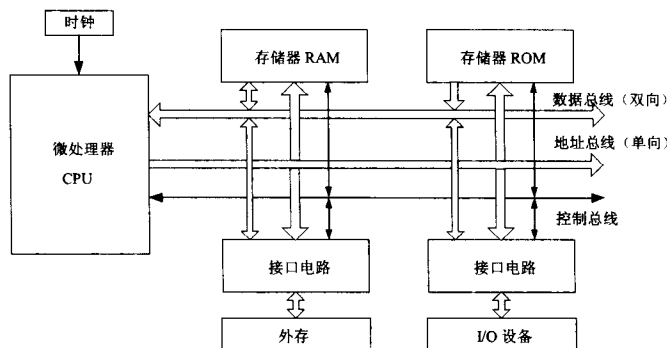 时钟
存储器 RAM
存储器 ROM
数据总线（双向）
微处理器
CPU
地址总线（单向）
控制总线
接口电路
接口电路
外存
I/O 设备